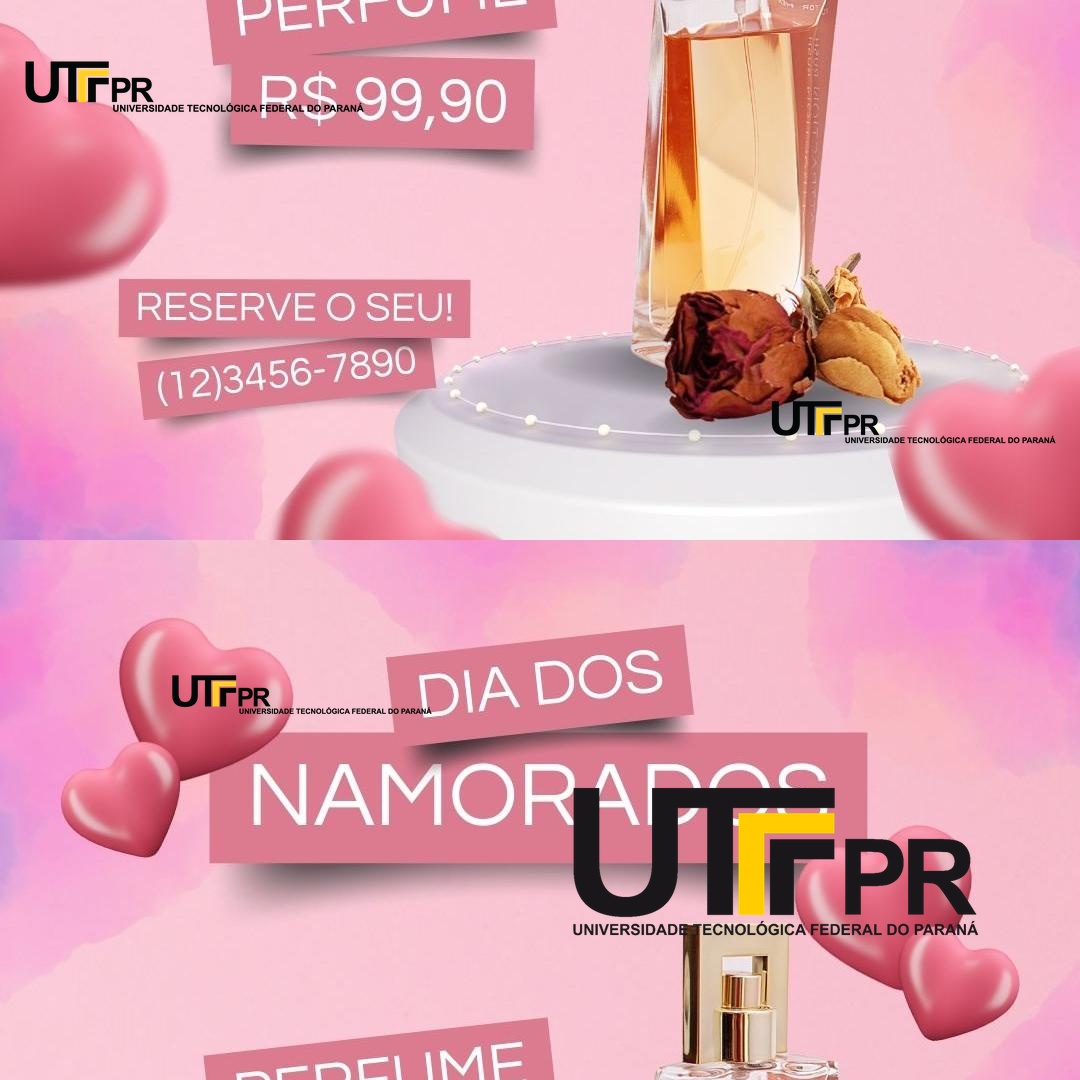 PERFUME
UTFPR
UNIVERSIDADE TECNOLÓGICA FEDERAL DO PARANÁ
R$ 99,90
RESERVE O SEU!
(12)3456-7890
UTFPR
UNIVERSIDADE TECNOLÓGICA FEDERAL DO PARANÁ
DIA DOS
UTFPR
UNIVERSIDADE TECNOLÓGICA FEDERAL DO PARANÁ
NAMORADOS
UTFPR
UNIVERSIDADE TECNOLÓGICA FEDERAL DO PARANÁ
PERFUME